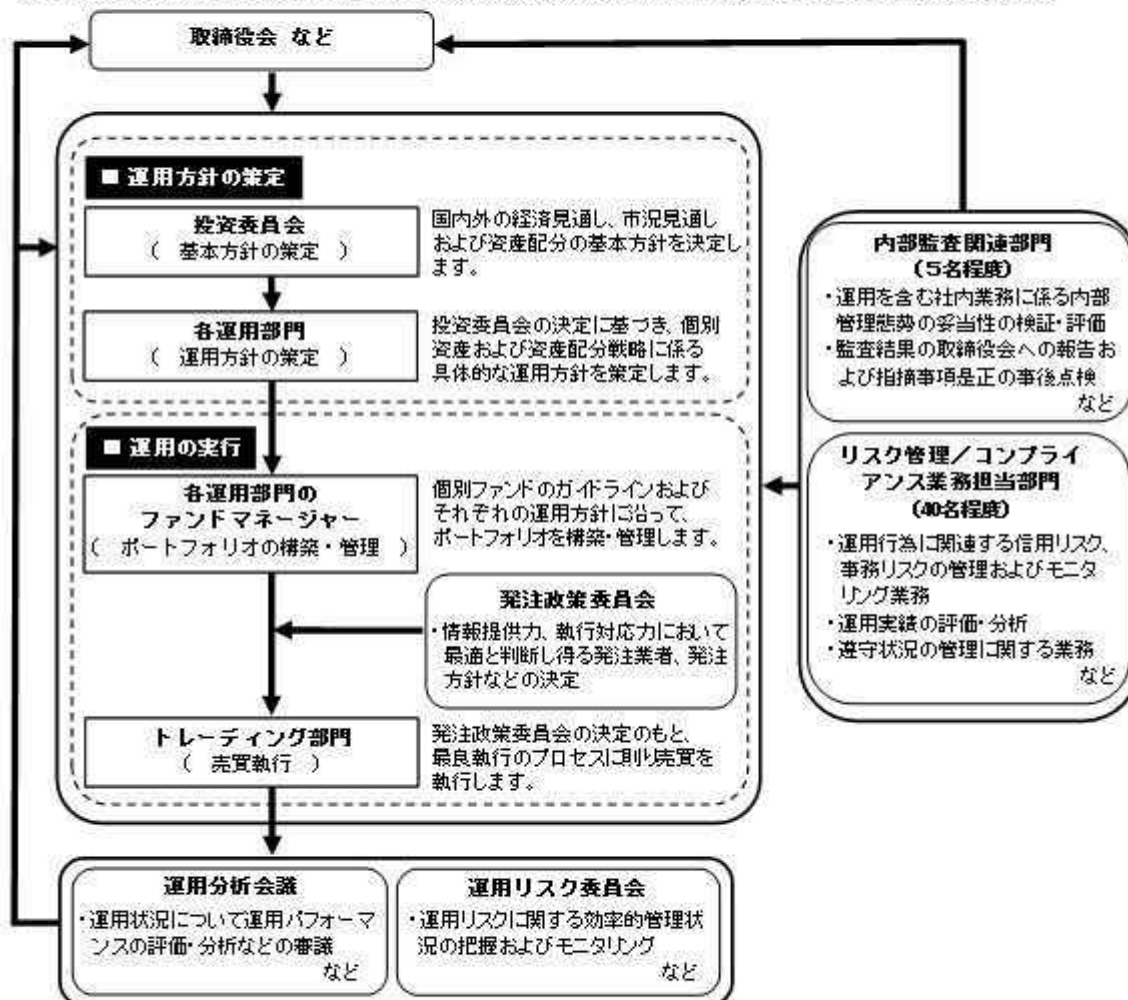 取締役会 など
■ 運用方針の策定
投資委員会
( 基本方針の策定 )
国内外の経済見通し、市況見通し
および資産配分の基本方針を決定し
ます。
各運用部門
( 運用方針の策定 )
投資委員会の決定に基づき、個別
資産および資産配分戦略に係る
具体的な運用方針を策定します。
■ 運用の実行
各運用部門の
ファンドマネージャー
( ポートフォリオの構築・管理 )
個別ファンドのガイドラインおよび
それぞれの運用方針に沿って、
ポートフォリオを構築・管理します。
発注政策委員会
・情報提供力、執行対応力において
最適と判断し得る発注業者、発注
方針などの決定
トレーディング部門
( 売買執行 )
発注政策委員会の決定のもと、
最良執行のプロセスに則り売買を
執行します。
運用分析会議
・運用状況について運用パフォーマ
ンスの評価・分析などの審議
など
運用リスク委員会
・運用リスクに関する効率的管理状
況の把握およびモニタリング
など
内部監査関連部門
(5名程度)
・運用を含む社内業務に係る内部
管理態勢の妥当性の検証・評価
・監査結果の取締役会への報告お
よび指摘事項是正の事後点検
など
リスク管理/コンプライ
アンス業務担当部門
(40名程度)
・運用行為に関連する信用リスク、
事務リスクの管理およびモニタ
リング業務
・運用実績の評価・分析
・遵守状況の管理に関する業務
など